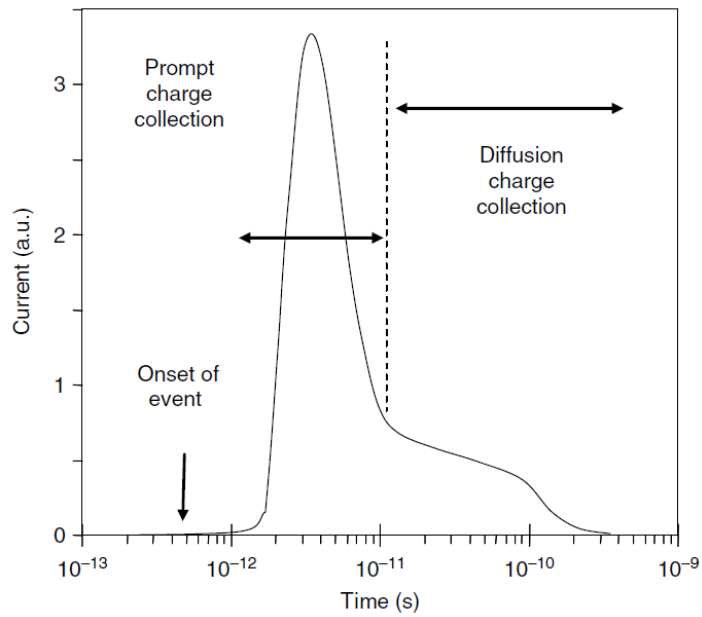 Prompt
charge
collection
Diffusion
charge
collection
Onset of
event
Current (a.u.)
3
2
1
0
10⁻¹³
10⁻¹²
10⁻¹¹
10⁻¹⁰
10⁻⁹
Time (s)